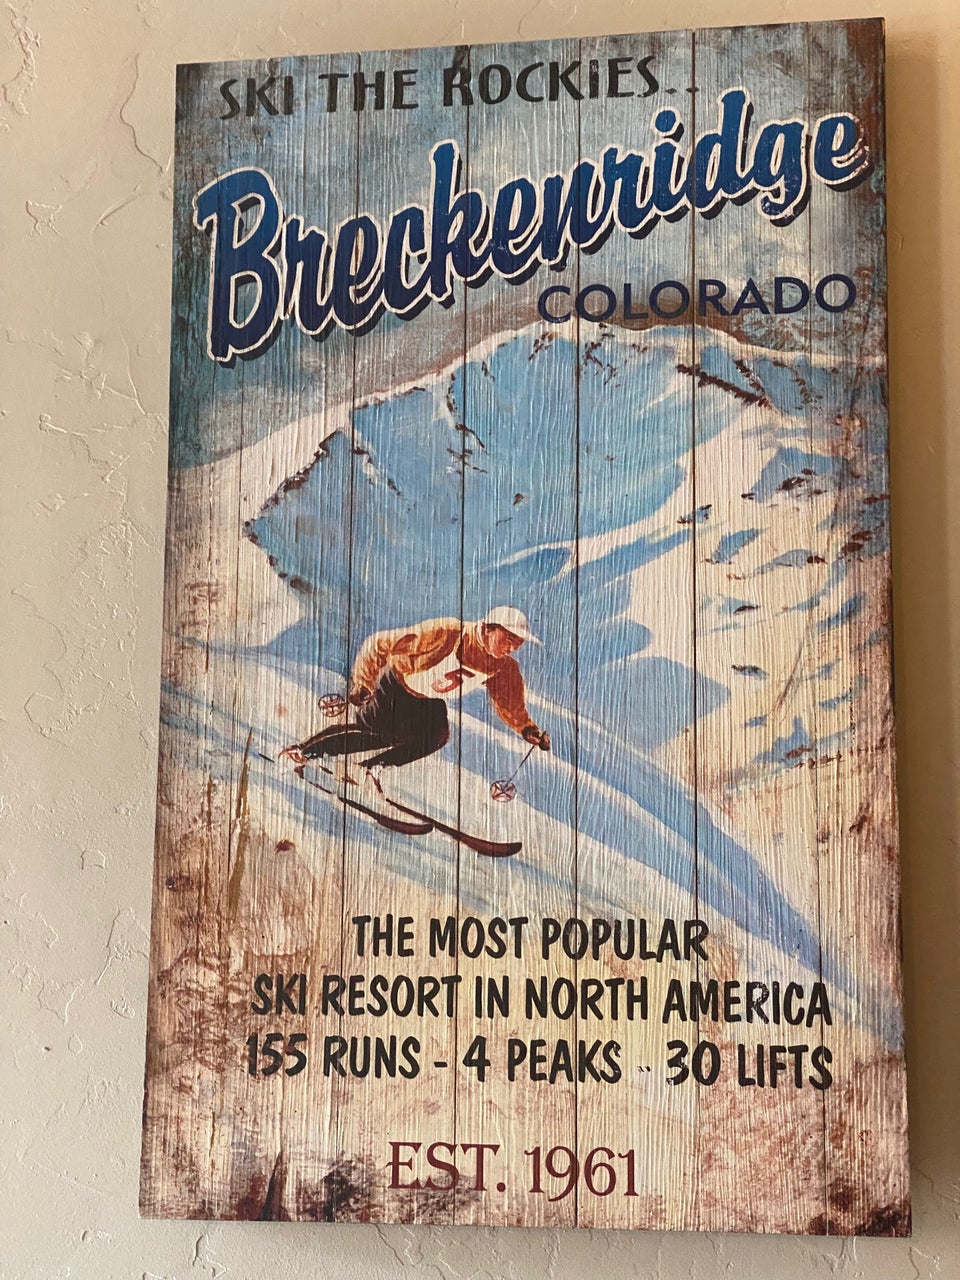 SKI THE ROCKIES..
Breckenridge
COLORADO
5
THE MOST POPULAR
SKI RESORT IN NORTH AMERICA
155 RUNS - 4 PEAKS - 30 LIFTS
EST. 1961